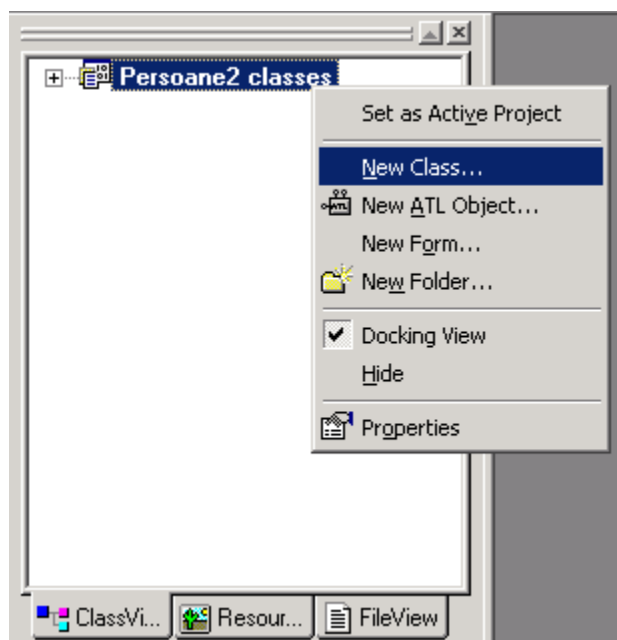 Persoane2 classes
Set as Active Project
New Class...
New ATL Object...
New Form...
New Folder...
Docking View
Hide
Properties
ClassVi...
Resour...
FileView